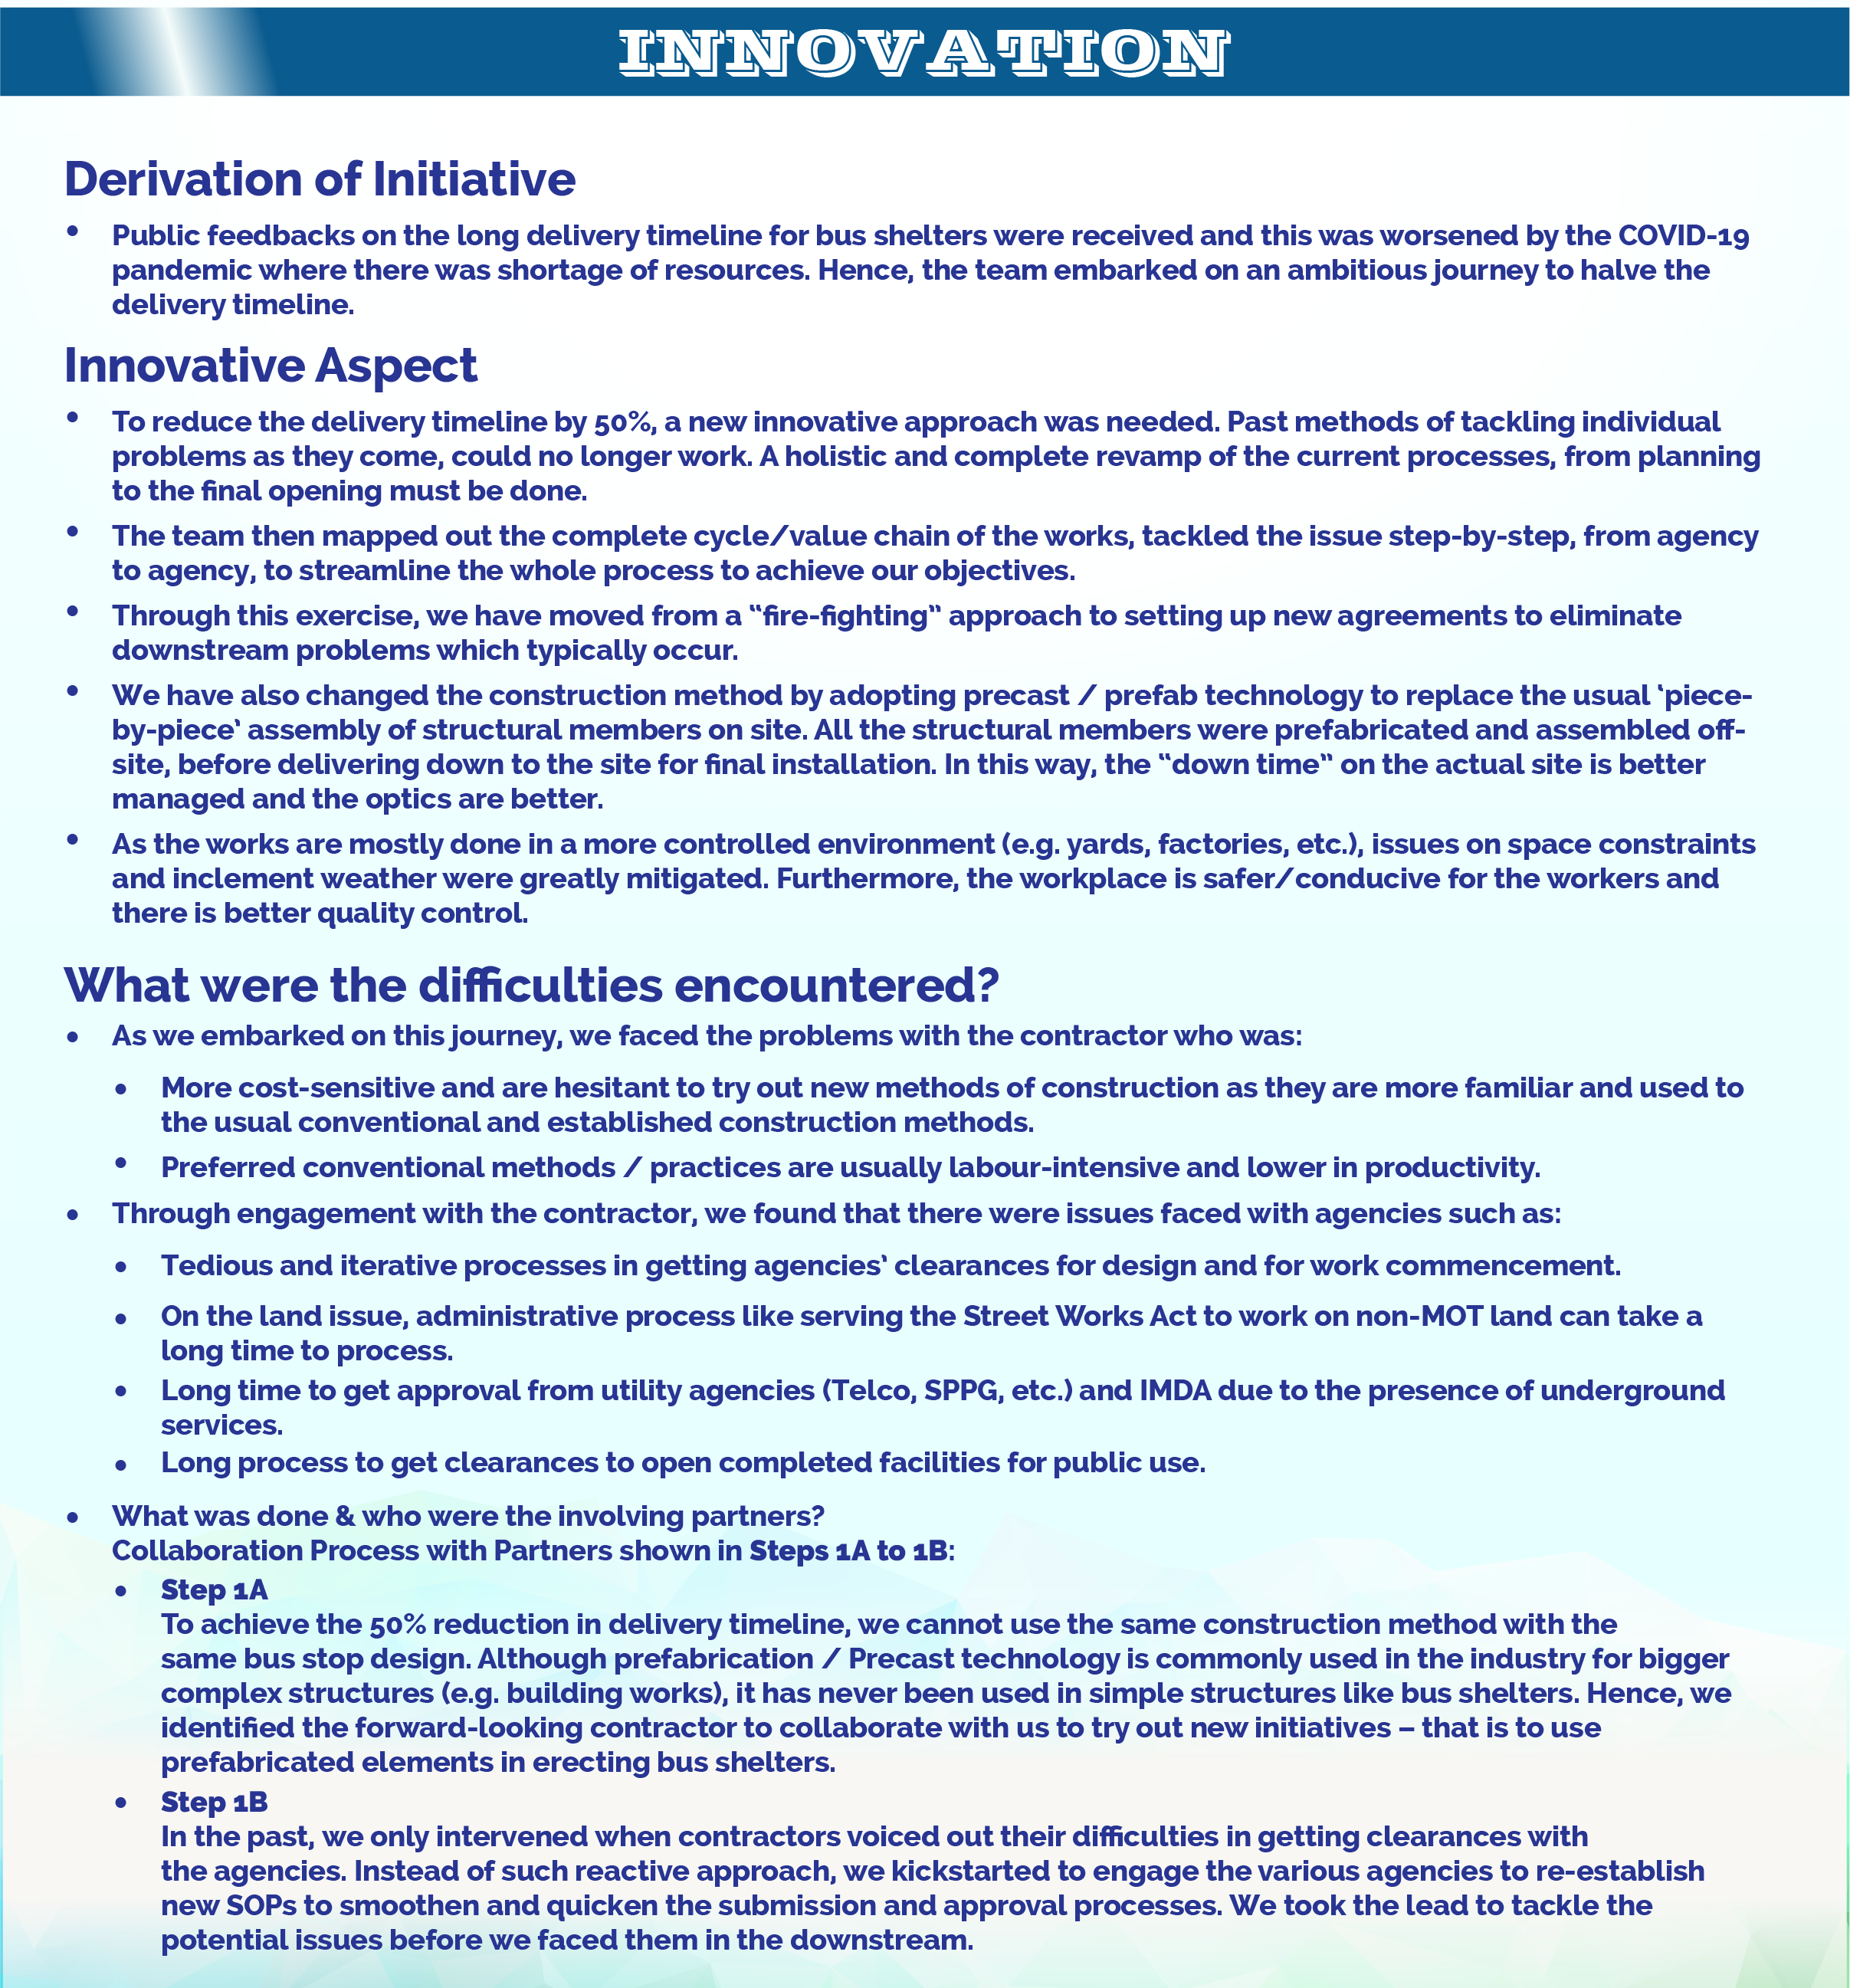 INNOVATION
Derivation of Initiative
• Public feedbacks on the long delivery timeline for bus shelters were received and this was worsened by the COVID-19
pandemic where there was shortage of resources. Hence, the team embarked on an ambitious journey to halve the
delivery timeline.
Innovative Aspect
• To reduce the delivery timeline by 50%, a new innovative approach was needed. Past methods of tackling individual
problems as they come, could no longer work. A holistic and complete revamp of the current processes, from planning
to the final opening must be done.
• The team then mapped out the complete cycle/value chain of the works, tackled the issue step-by-step, from agency
to agency, to streamline the whole process to achieve our objectives.
• Through this exercise, we have moved from a “fire-fighting” approach to setting up new agreements to eliminate
downstream problems which typically occur.
• We have also changed the construction method by adopting precast / prefab technology to replace the usual ‘piece-
by-piece’ assembly of structural members on site. All the structural members were prefabricated and assembled off-
site, before delivering down to the site for final installation. In this way, the “down time” on the actual site is better
managed and the optics are better.
• As the works are mostly done in a more controlled environment (e.g. yards, factories, etc.), issues on space constraints
and inclement weather were greatly mitigated. Furthermore, the workplace is safer/conducive for the workers and
there is better quality control.
What were the difficulties encountered?
• As we embarked on this journey, we faced the problems with the contractor who was:
• More cost-sensitive and are hesitant to try out new methods of construction as they are more familiar and used to
the usual conventional and established construction methods.
• Preferred conventional methods / practices are usually labour-intensive and lower in productivity.
• Through engagement with the contractor, we found that there were issues faced with agencies such as:
• Tedious and iterative processes in getting agencies’ clearances for design and for work commencement.
• On the land issue, administrative process like serving the Street Works Act to work on non-MOT land can take a
long time to process.
• Long time to get approval from utility agencies (Telco, SPPG, etc.) and IMDA due to the presence of underground
services.
• Long process to get clearances to open completed facilities for public use.
• What was done & who were the involving partners?
Collaboration Process with Partners shown in Steps 1A to 1B:
• Step 1A
To achieve the 50% reduction in delivery timeline, we cannot use the same construction method with the
same bus stop design. Although prefabrication / Precast technology is commonly used in the industry for bigger
complex structures (e.g. building works), it has never been used in simple structures like bus shelters. Hence, we
identified the forward-looking contractor to collaborate with us to try out new initiatives – that is to use
prefabricated elements in erecting bus shelters.
• Step 1B
In the past, we only intervened when contractors voiced out their difficulties in getting clearances with
the agencies. Instead of such reactive approach, we kickstarted to engage the various agencies to re-establish
new SOPs to smoothen and quicken the submission and approval processes. We took the lead to tackle the
potential issues before we faced them in the downstream.